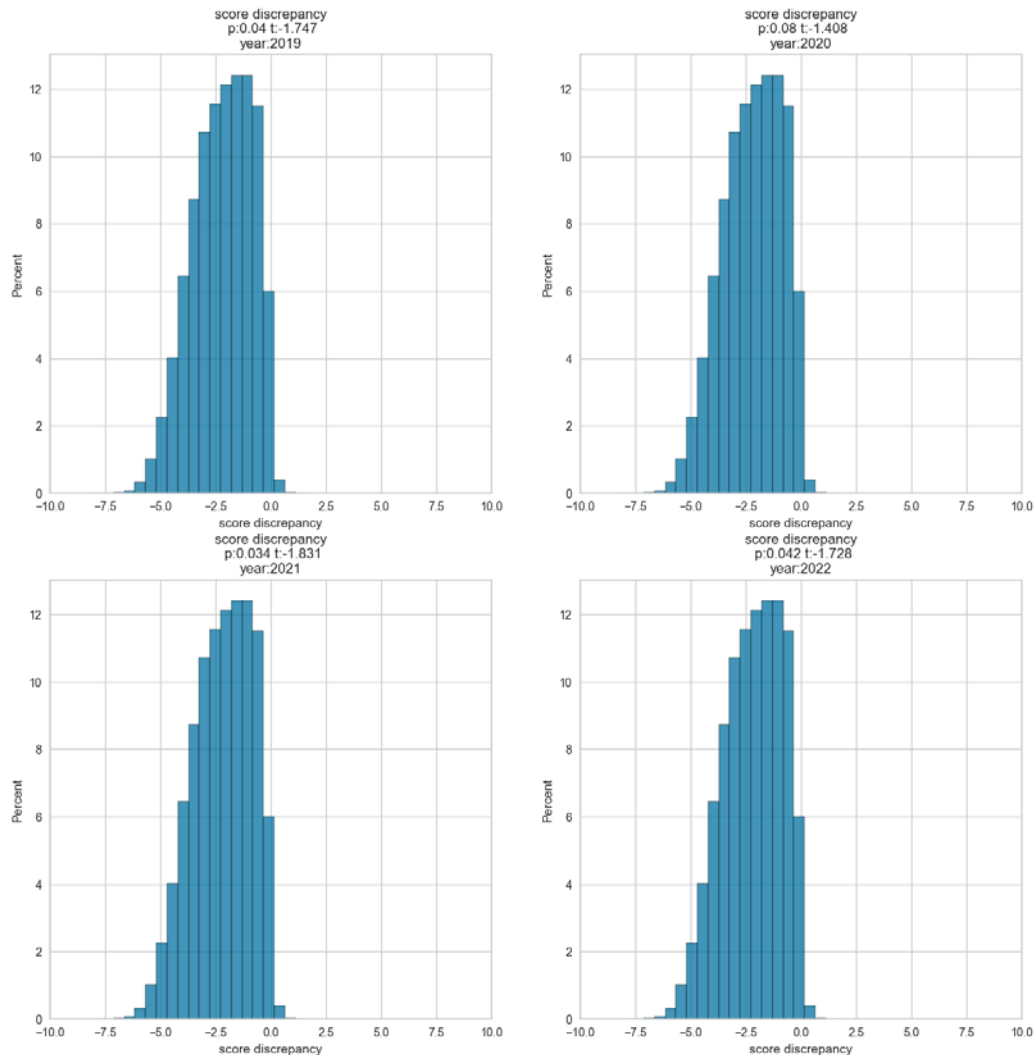 score discrepancy
p:0.04 t:-1.747
year:2019
12
10
8
6
4
2
0
Percent
−10.0 −7.5 −5.0 −2.5 0.0 2.5 5.0 7.5 10.0
score discrepancy
score discrepancy
p:0.08 t:-1.408
year:2020
12
10
8
6
4
2
0
Percent
−10.0 −7.5 −5.0 −2.5 0.0 2.5 5.0 7.5 10.0
score discrepancy
score discrepancy
p:0.034 t:-1.831
year:2021
12
10
8
6
4
2
0
Percent
−10.0 −7.5 −5.0 −2.5 0.0 2.5 5.0 7.5 10.0
score discrepancy
score discrepancy
p:0.042 t:-1.728
year:2022
12
10
8
6
4
2
0
Percent
−10.0 −7.5 −5.0 −2.5 0.0 2.5 5.0 7.5 10.0
score discrepancy